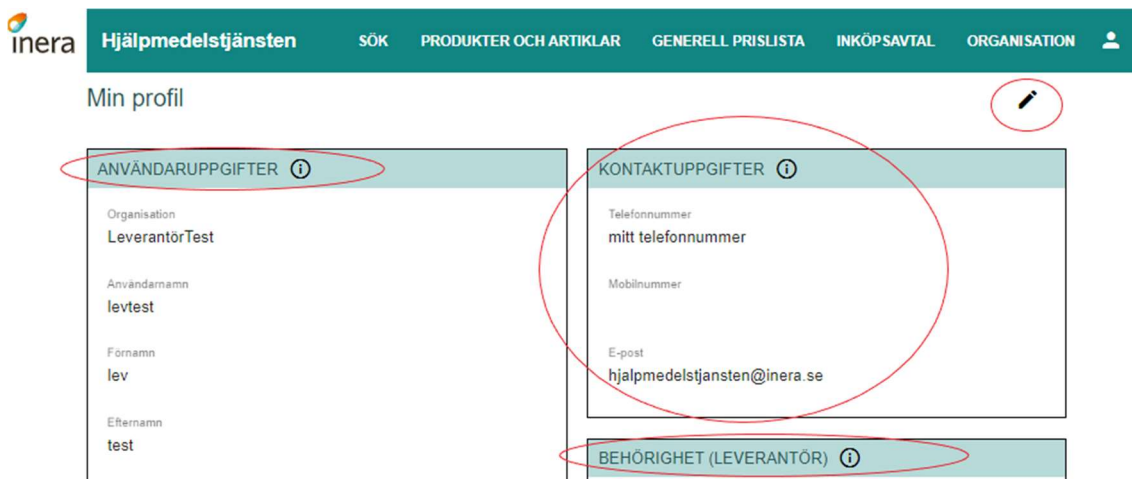 inera
Hjälpmedelstjänsten SÖK PRODUKTER OCH ARTIKLAR GENERELL PRISLISTA INKÖPSAVTAL ORGANISATION
Min profil
ANVÄNDARUPPGIFTER
Organisation
LeverantörTest
Användarnamn
levtest
Förnamn
lev
Efternamn
test
KONTAKTUPPGIFTER
Telefonnummer
mitt telefonnummer
Mobilnummer
E-post
hjalpmedelstjansten@inera.se
BEHÖRIGHET (LEVERANTÖR)